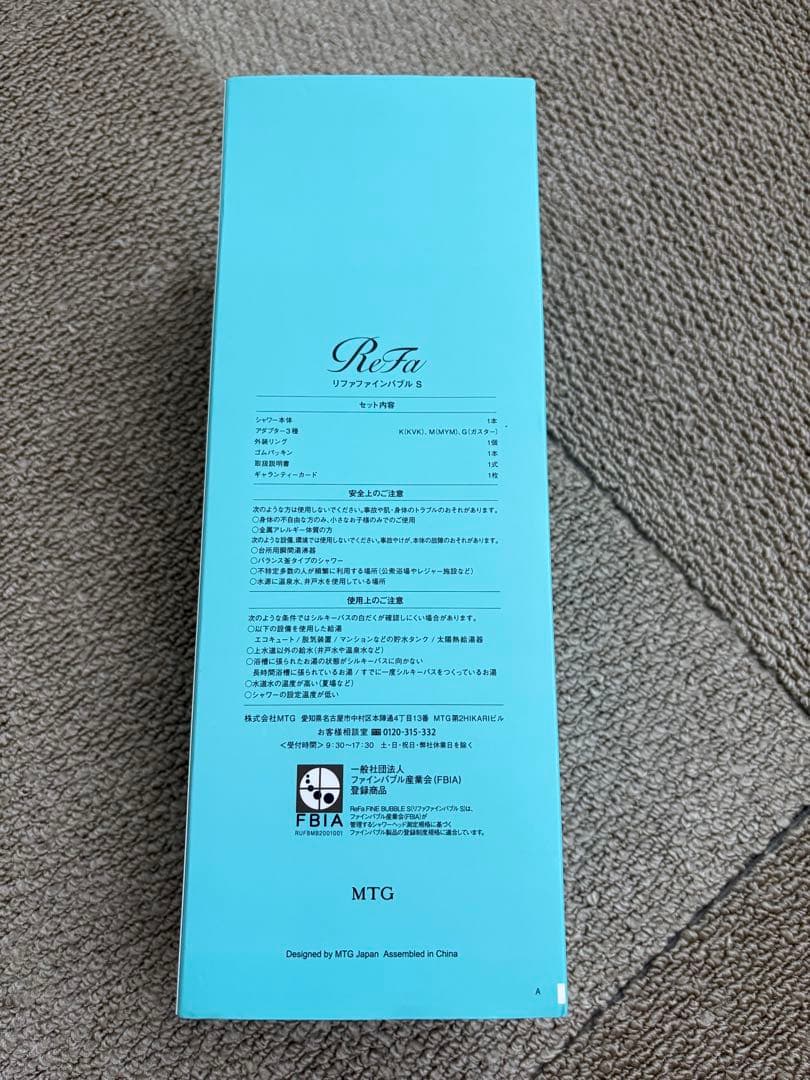 ReFa
リファファインバブル S
セット内容
シャワー本体 1本
アダプター3種 K(KVK)、M(MYM)、G(ガスター)
外装リング 1個
ゴムパッキン 1本
取扱説明書 1式
ギャランティーカード 1枚
安全上のご注意
次のような方は使用しないでください。事故や肌・身体のトラブルのおそれがあります。
○身体の不自由な方のみ、小さなお子様のみでのご使用
○金属アレルギー体質の方
次のような設備、環境では使用しないでください。事故やけが、本体の故障のおそれがあります。
○台所用瞬間湯沸器
○バランス釜タイプのシャワー
○不特定多数の人が頻繁に利用する場所(公衆浴場やレジャー施設など)
○水源に温泉水、井戸水を使用している場所
使用上のご注意
次のような条件ではシルキーバスの白だくが確認しにくい場合があります。
○以下の設備を使用した給湯
エコキュート/脱気装置/マンションなどの貯水タンク/太陽熱給湯器
○上水道以外の給水(井戸水や温泉水など)
○浴槽に張られたお湯の状態がシルキーバスに向かない
長時間浴槽に張られているお湯/すでに一度シルキーバスをつくっているお湯
○水道水の温度が高い(夏場など)
○シャワーの設定温度が低い
株式会社MTG 愛知県名古屋市中村区本陣通4丁目13番 MTG第2HIKARIビル
お客様相談室 0120-315-332
<受付時間> 9:30〜17:30 土・日・祝日・弊社休業日を除く
FBIA
RUFBMB2001001
一般社団法人
ファインバブル産業会(FBIA)
登録商品
ReFa FINE BUBBLE S(リファファインバブル S)は、
ファインバブル産業会(FBIA)が
管理するシャワーヘッド測定規格に基づく
ファインバブル製品の登録制度規格に適合しています。
MTG
Designed by MTG Japan Assembled in China
A